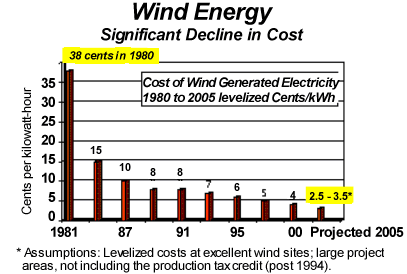 Wind Energy
Significant Decline in Cost
38 cents in 1980
Cost of Wind Generated Electricity
1980 to 2005 levelized Cents/kWh
Cents per kilowatt-hour
40
35
30
25
20
15
10
5
0
15
10
8
8
7
6
5
4
2.5 - 3.5*
1981 87 91 95 00 Projected 2005
* Assumptions: Levelized costs at excellent wind sites; large project
areas, not including the production tax credit (post 1994).